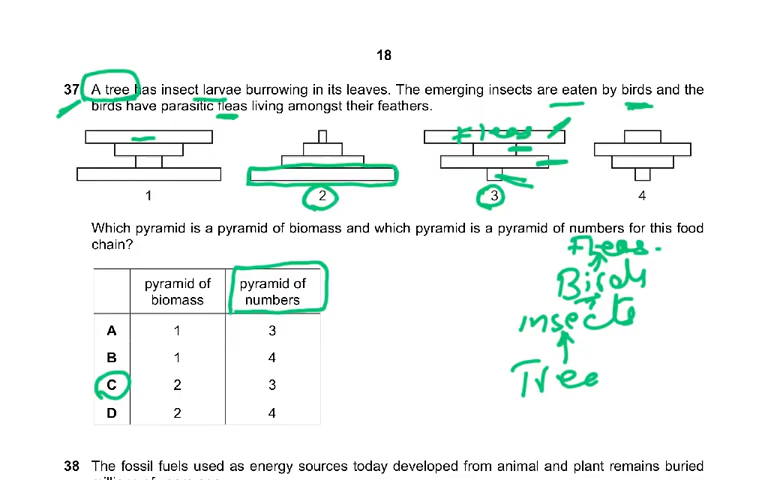 18
37 A tree has insect larvae burrowing in its leaves. The emerging insects are eaten by birds and the
birds have parasitic fleas living amongst their feathers.
Fleas
1 2 3 4
Which pyramid is a pyramid of biomass and which pyramid is a pyramid of numbers for this food
chain?
pyramid of biomass pyramid of numbers
A 1 3
B 1 4
C 2 3
D 2 4
Fleas.
Birds
insects
Tree
38 The fossil fuels used as energy sources today developed from animal and plant remains buried